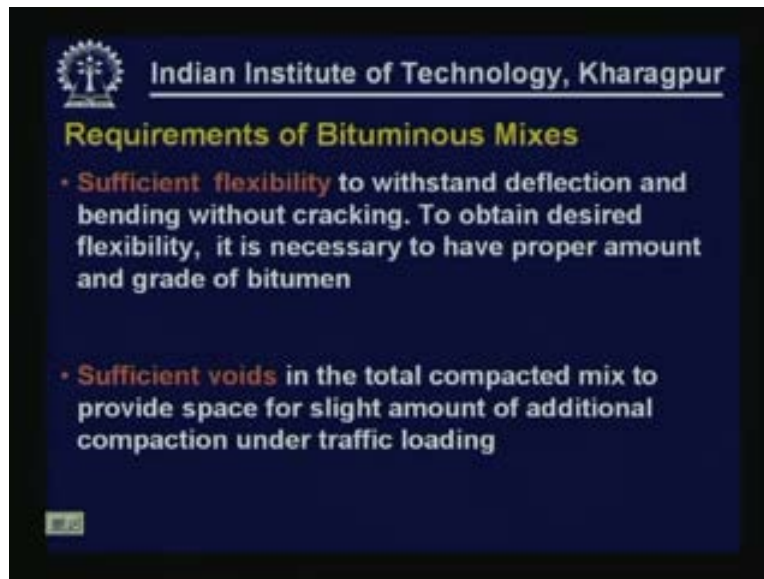 Indian Institute of Technology, Kharagpur
Requirements of Bituminous Mixes
• Sufficient flexibility to withstand deflection and
bending without cracking. To obtain desired
flexibility, it is necessary to have proper amount
and grade of bitumen
• Sufficient voids in the total compacted mix to
provide space for slight amount of additional
compaction under traffic loading